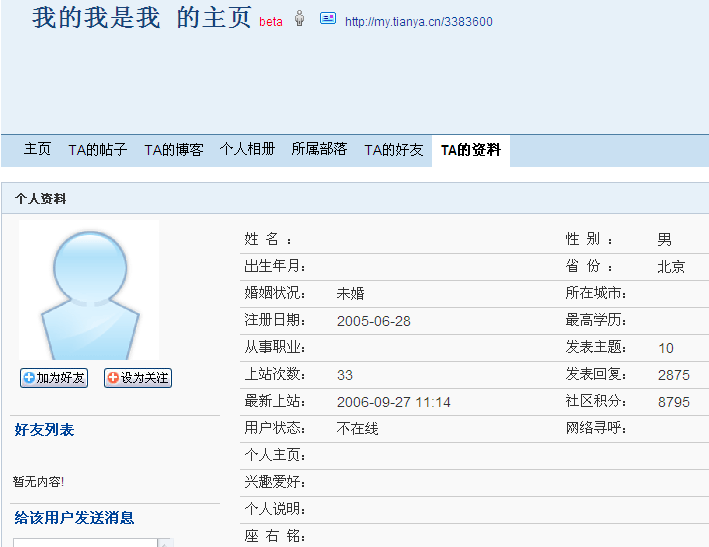 我的我是我 的主页 beta http://my.tianya.cn/3383600
主页 TA的帖子 TA的博客 个人相册 所属部落 TA的好友 TA的资料
个人资料
姓 名 ： 性 别 ： 男
出生年月： 省 份 ： 北京
婚姻状况： 未婚 所在城市：
注册日期： 2005-06-28 最高学历：
从事职业： 发表主题： 10
上站次数： 33 发表回复： 2875
最新上站： 2006-09-27 11:14 社区积分： 8795
用户状态： 不在线 网络寻呼：
个人主页：
兴趣爱好：
个人说明：
座 右 铭：
加为好友 设为关注
好友列表
暂无内容!
给该用户发送消息